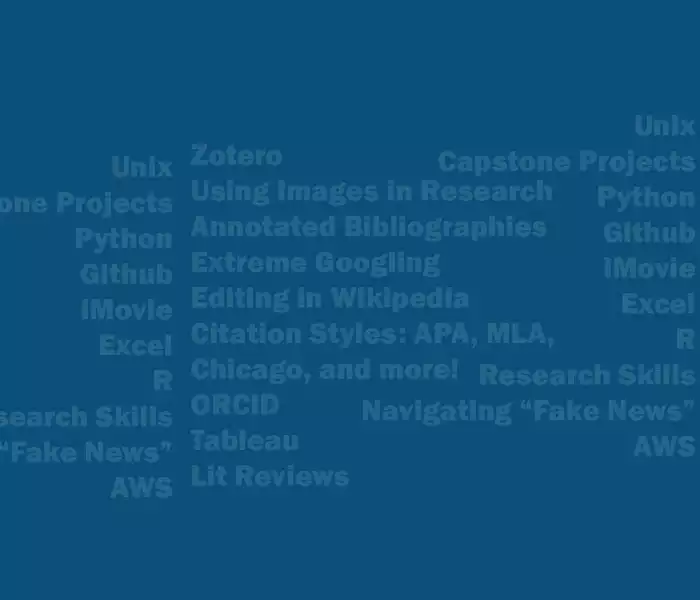 Unix
one Projects
Python
Github
iMovie
Excel
R
search Skills
“Fake News”
AWS
Zotero
Using Images in Research
Annotated Bibliographies
Extreme Googling
Editing in Wikipedia
Citation Styles: APA, MLA,
Chicago, and more!
ORCID
Tableau
Lit Reviews
Unix
Capstone Projects
Python
Github
iMovie
Excel
R
Research Skills
Navigating “Fake News”
AWS